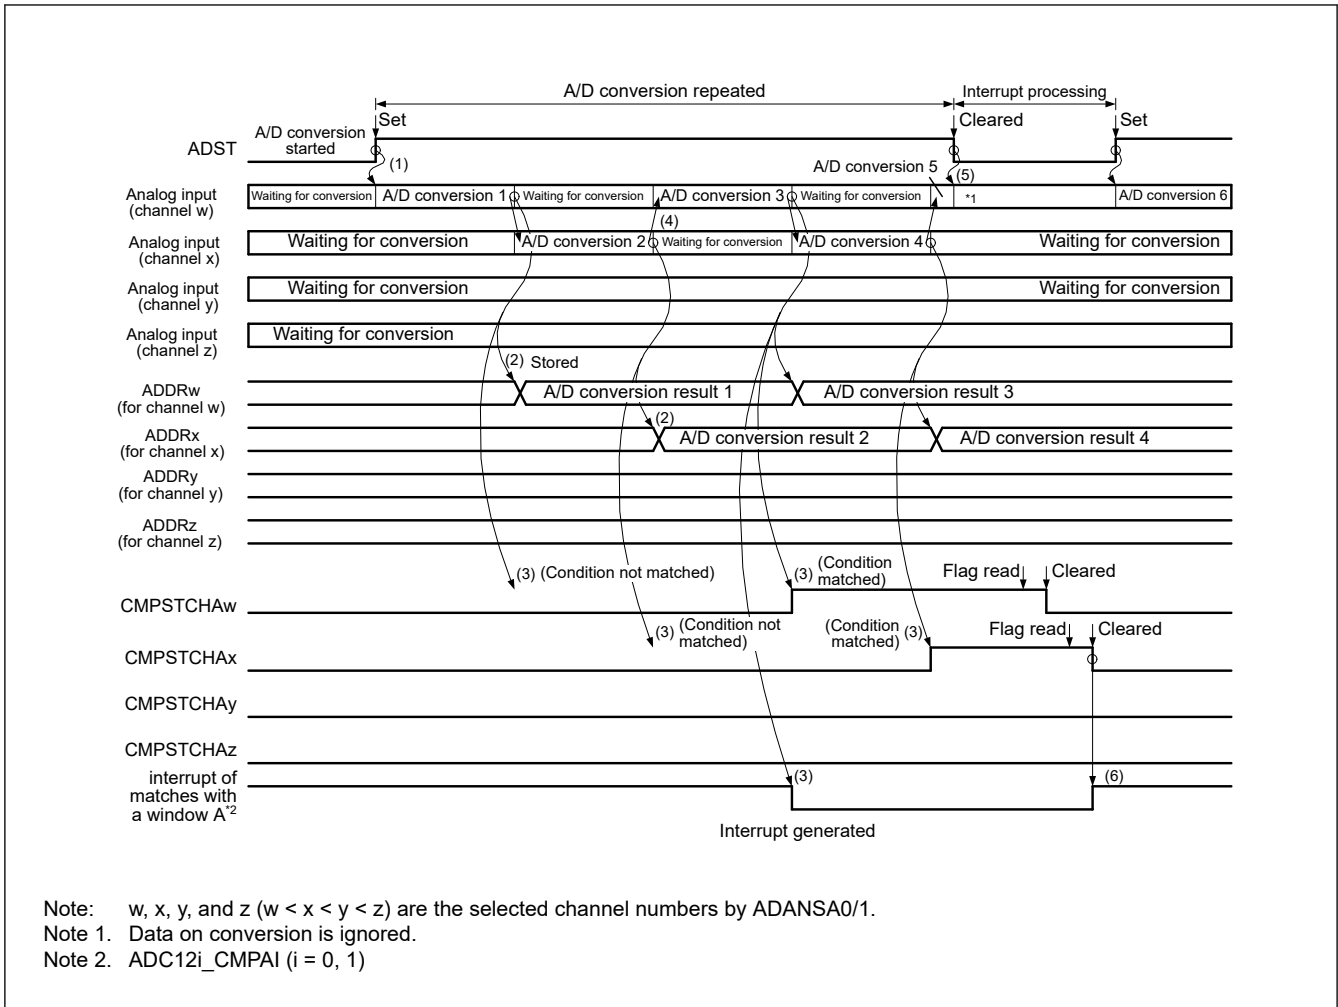 A/D conversion repeated
Interrupt processing
Set
Cleared
Set
ADST
A/D conversion
started
(1)
A/D conversion 5
(5)
Analog input
(channel w)
Waiting for conversion
A/D conversion 1
Waiting for conversion
A/D conversion 3
Waiting for conversion
*1
A/D conversion 6
(4)
Analog input
(channel x)
Waiting for conversion
A/D conversion 2
Waiting for conversion
A/D conversion 4
Waiting for conversion
Analog input
(channel y)
Waiting for conversion
Waiting for conversion
Analog input
(channel z)
Waiting for conversion
(2) Stored
ADDRw
(for channel w)
A/D conversion result 1
A/D conversion result 3
(2)
ADDRx
(for channel x)
A/D conversion result 2
A/D conversion result 4
ADDRy
(for channel y)
ADDRz
(for channel z)
(3) (Condition not matched)
(3) (Condition
matched)
Flag read
Cleared
CMPSTCHAw
(3) (Condition not
matched)
(Condition
matched) (3)
Flag read
Cleared
CMPSTCHAx
CMPSTCHAy
CMPSTCHAz
interrupt of
matches with
a window A*2
(3)
(6)
Interrupt generated
Note: w, x, y, and z (w < x < y < z) are the selected channel numbers by ADANSA0/1.
Note 1. Data on conversion is ignored.
Note 2. ADC12i_CMPAI (i = 0, 1)